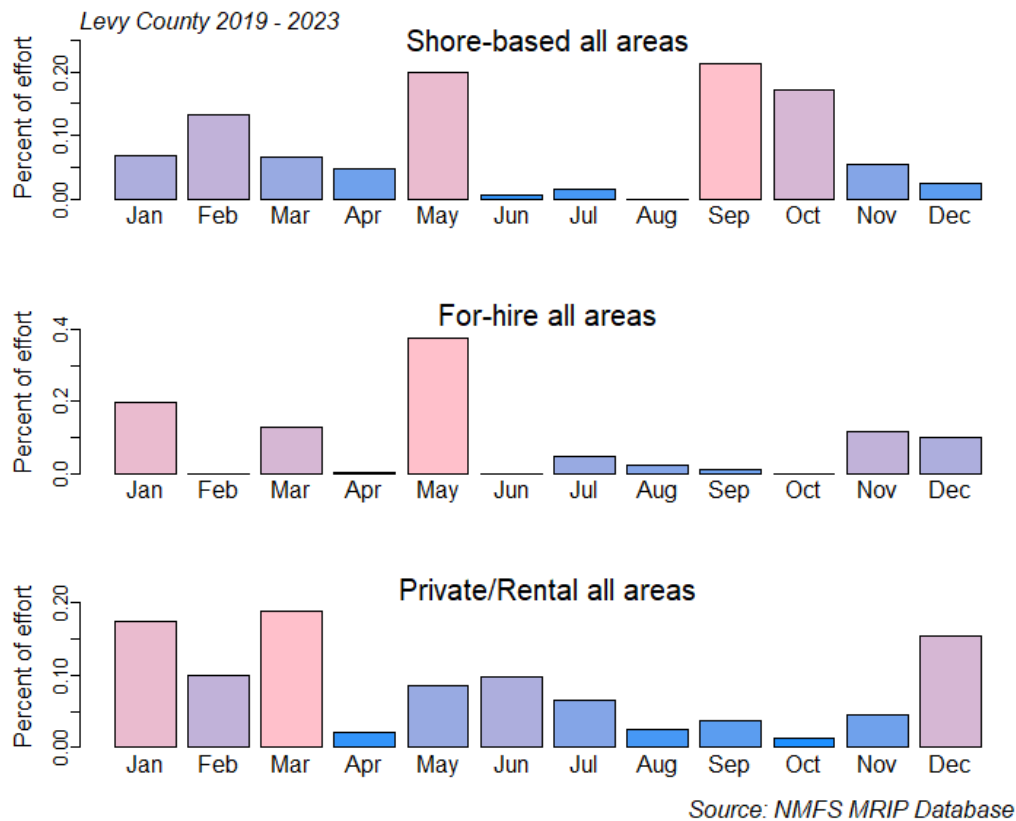 Levy County 2019 - 2023
Shore-based all areas
Percent of effort
0.00 0.10 0.20
Jan Feb Mar Apr May Jun Jul Aug Sep Oct Nov Dec
For-hire all areas
Percent of effort
0.0 0.2 0.4
Jan Feb Mar Apr May Jun Jul Aug Sep Oct Nov Dec
Private/Rental all areas
Percent of effort
0.00 0.10 0.20
Jan Feb Mar Apr May Jun Jul Aug Sep Oct Nov Dec
Source: NMFS MRIP Database